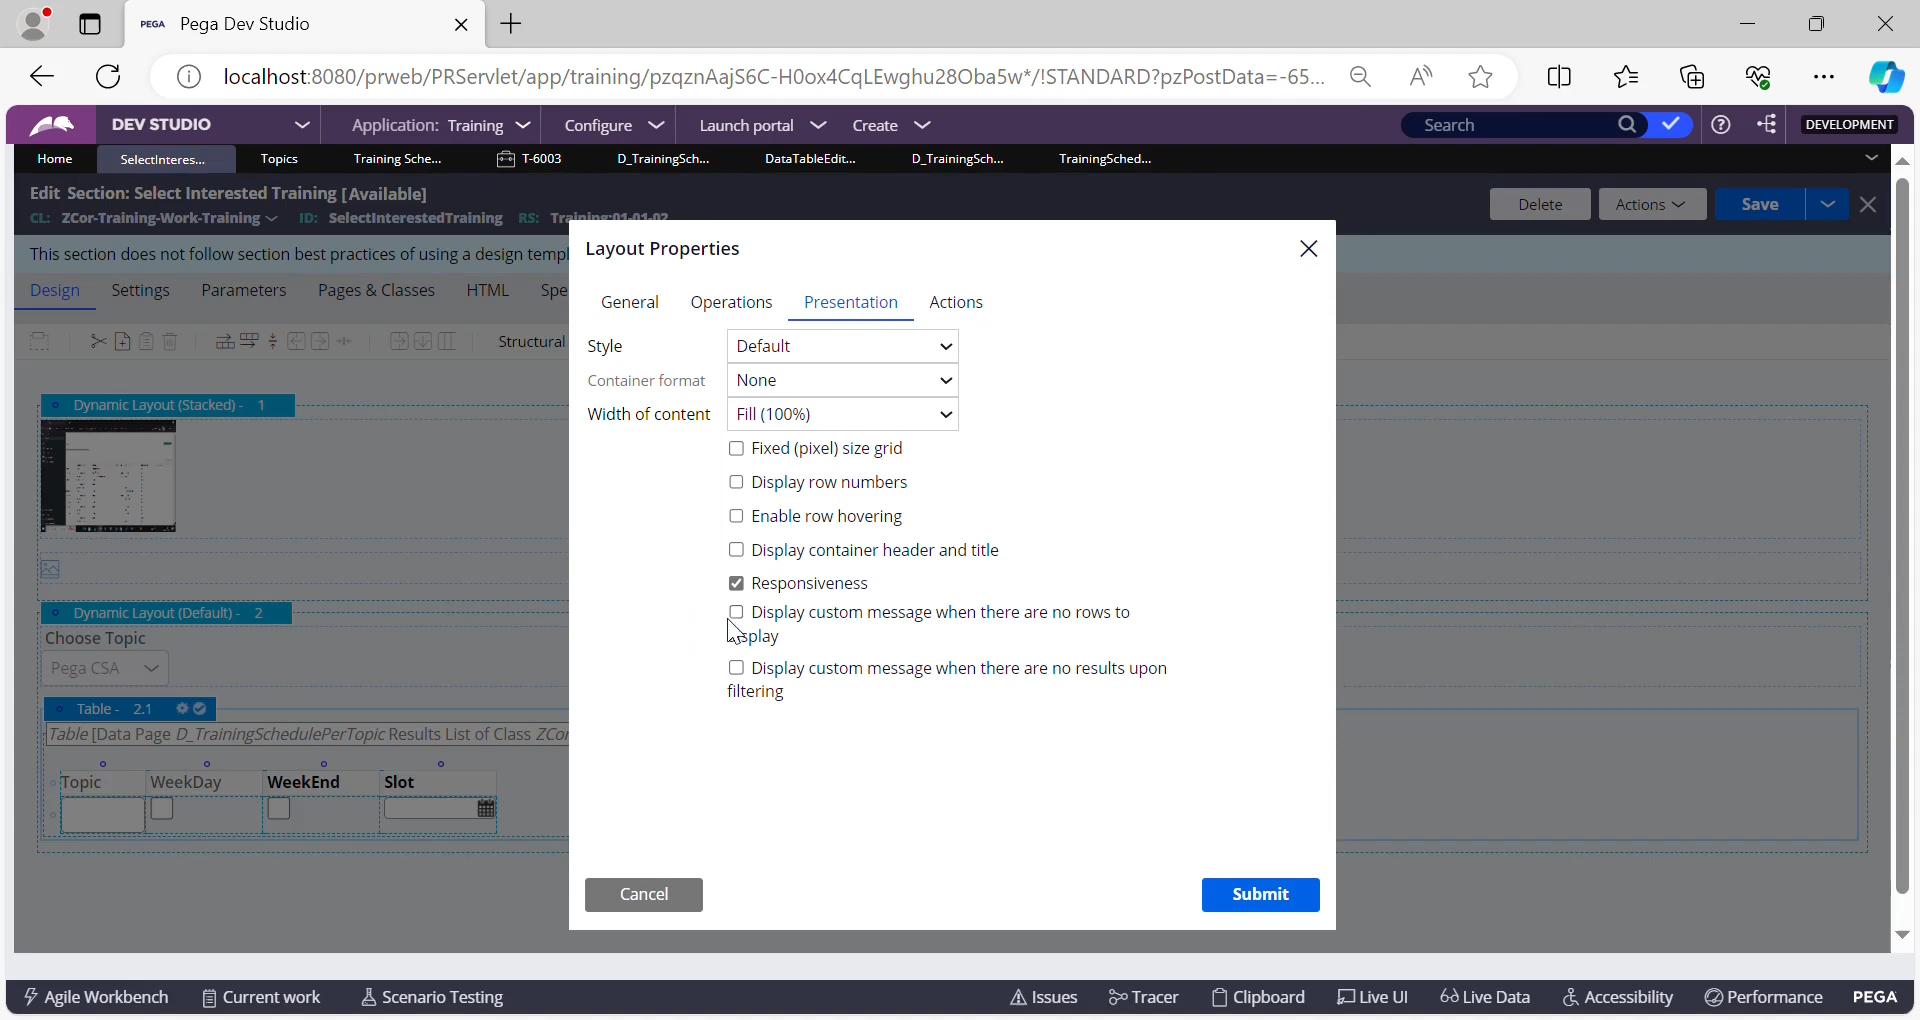 PEGA Pega Dev Studio
localhost:8080/prweb/PRServlet/app/training/pzqznAajS6C-H0ox4CqLEwghu28Oba5w*/!STANDARD?pzPostData=-65...
DEV STUDIO Application: Training Configure Launch portal Create Search DEVELOPMENT
Home SelectInteres... Topics Training Sche... T-6003 D_TrainingSch... DataTableEdit... D_TrainingSch... TrainingSched...
Edit Section: Select Interested Training [Available]
CL: ZCor-Training-Work-Training ID: SelectInterestedTraining RS: Training:01-01-02
Delete Actions Save
This section does not follow section best practices of using a design templ
Design Settings Parameters Pages & Classes HTML Spe
Structural
Dynamic Layout (Stacked) - 1
Dynamic Layout (Default) - 2
Choose Topic
Pega CSA
Table - 2.1
Table [Data Page D_TrainingSchedulePerTopic Results List of Class ZCor
Topic WeekDay WeekEnd Slot
Layout Properties
General Operations Presentation Actions
Style Default
Container format None
Width of content Fill (100%)
Fixed (pixel) size grid
Display row numbers
Enable row hovering
Display container header and title
Responsiveness
Display custom message when there are no rows to
display
Display custom message when there are no results upon
filtering
Cancel Submit
Agile Workbench Current work Scenario Testing Issues Tracer Clipboard Live UI Live Data Accessibility Performance PEGA